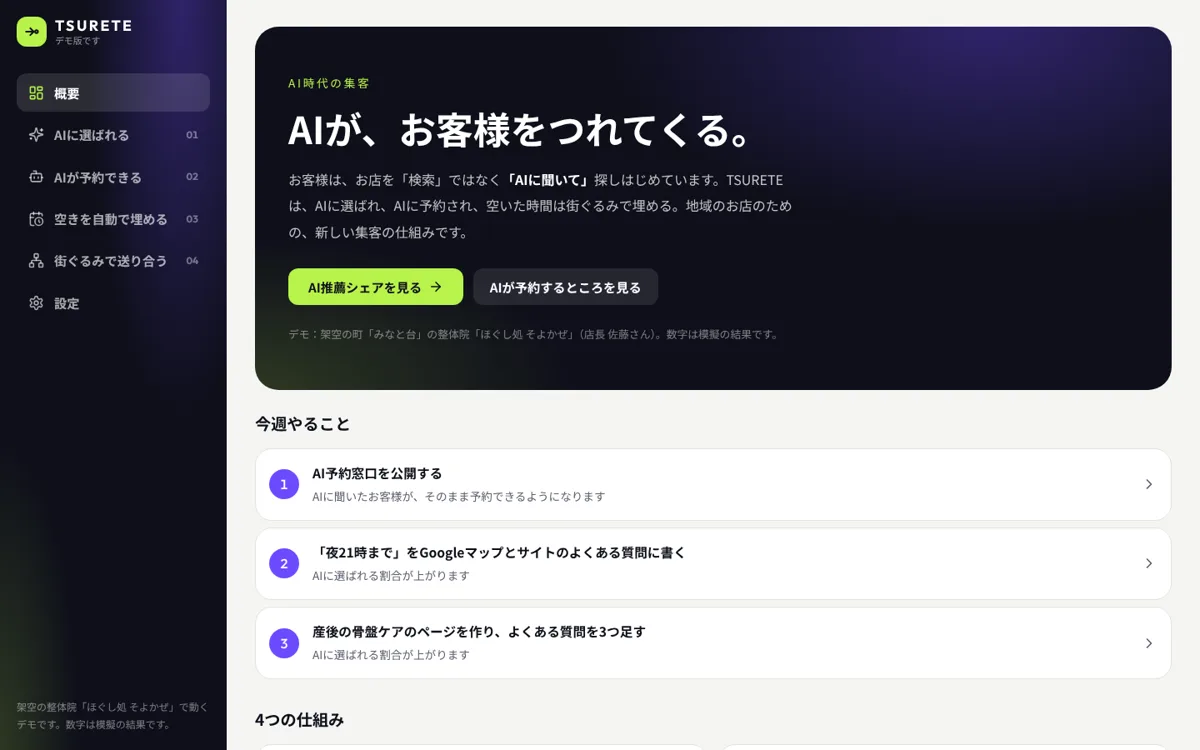 TSURETE
デモ版です
概要
AIに選ばれる 01
AIが予約できる 02
空きを自動で埋める 03
街ぐるみで送り合う 04
設定
架空の整体院「ほぐし処 そよかぜ」で動く
デモです。数字は模擬の結果です。
AI時代の集客
AIが、お客様をつれてくる。
お客様は、お店を「検索」ではなく「AIに聞いて」探しはじめています。TSURETE
は、AIに選ばれ、AIに予約され、空いた時間は街ぐるみで埋める。地域のお店のため
の、新しい集客の仕組みです。
AI推薦シェアを見る →
AIが予約するところを見る
デモ：架空の町「みなと台」の整体院「ほぐし処 そよかぜ」（店長 佐藤さん）。数字は模擬の結果です。
今週やること
1
AI予約窓口を公開する
AIに聞いたお客様が、そのまま予約できるようになります
2
「夜21時まで」をGoogleマップとサイトのよくある質問に書く
AIに選ばれる割合が上がります
3
産後の骨盤ケアのページを作り、よくある質問を3つ足す
AIに選ばれる割合が上がります
4つの仕組み